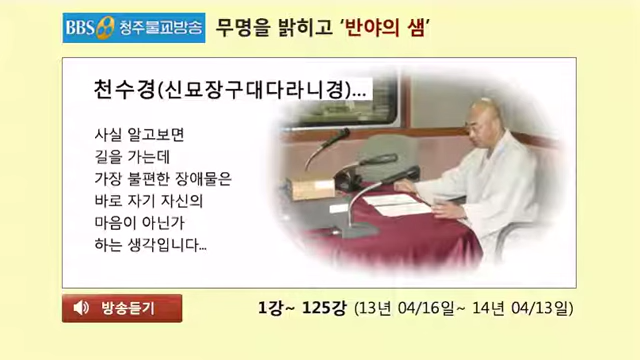 BBS 청주불교방송 무명을 밝히고 ‘반야의 샘’
천수경(신묘장구대다라니경)...
사실 알고보면
길을 가는데
가장 불편한 장애물은
바로 자기 자신의
마음이 아닌가
하는 생각입니다...
방송듣기 1강~ 125강 (13년 04/16일~ 14년 04/13일)